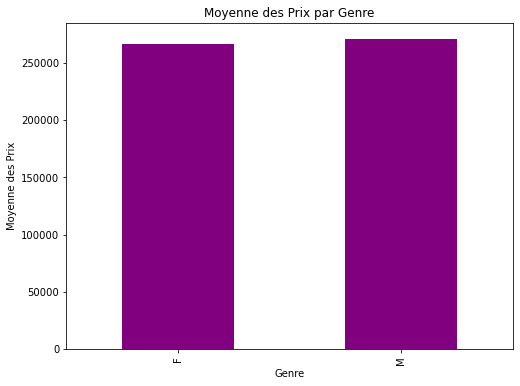 Moyenne des Prix par Genre
Moyenne des Prix
250000
200000
150000
100000
50000
0
F
M
Genre